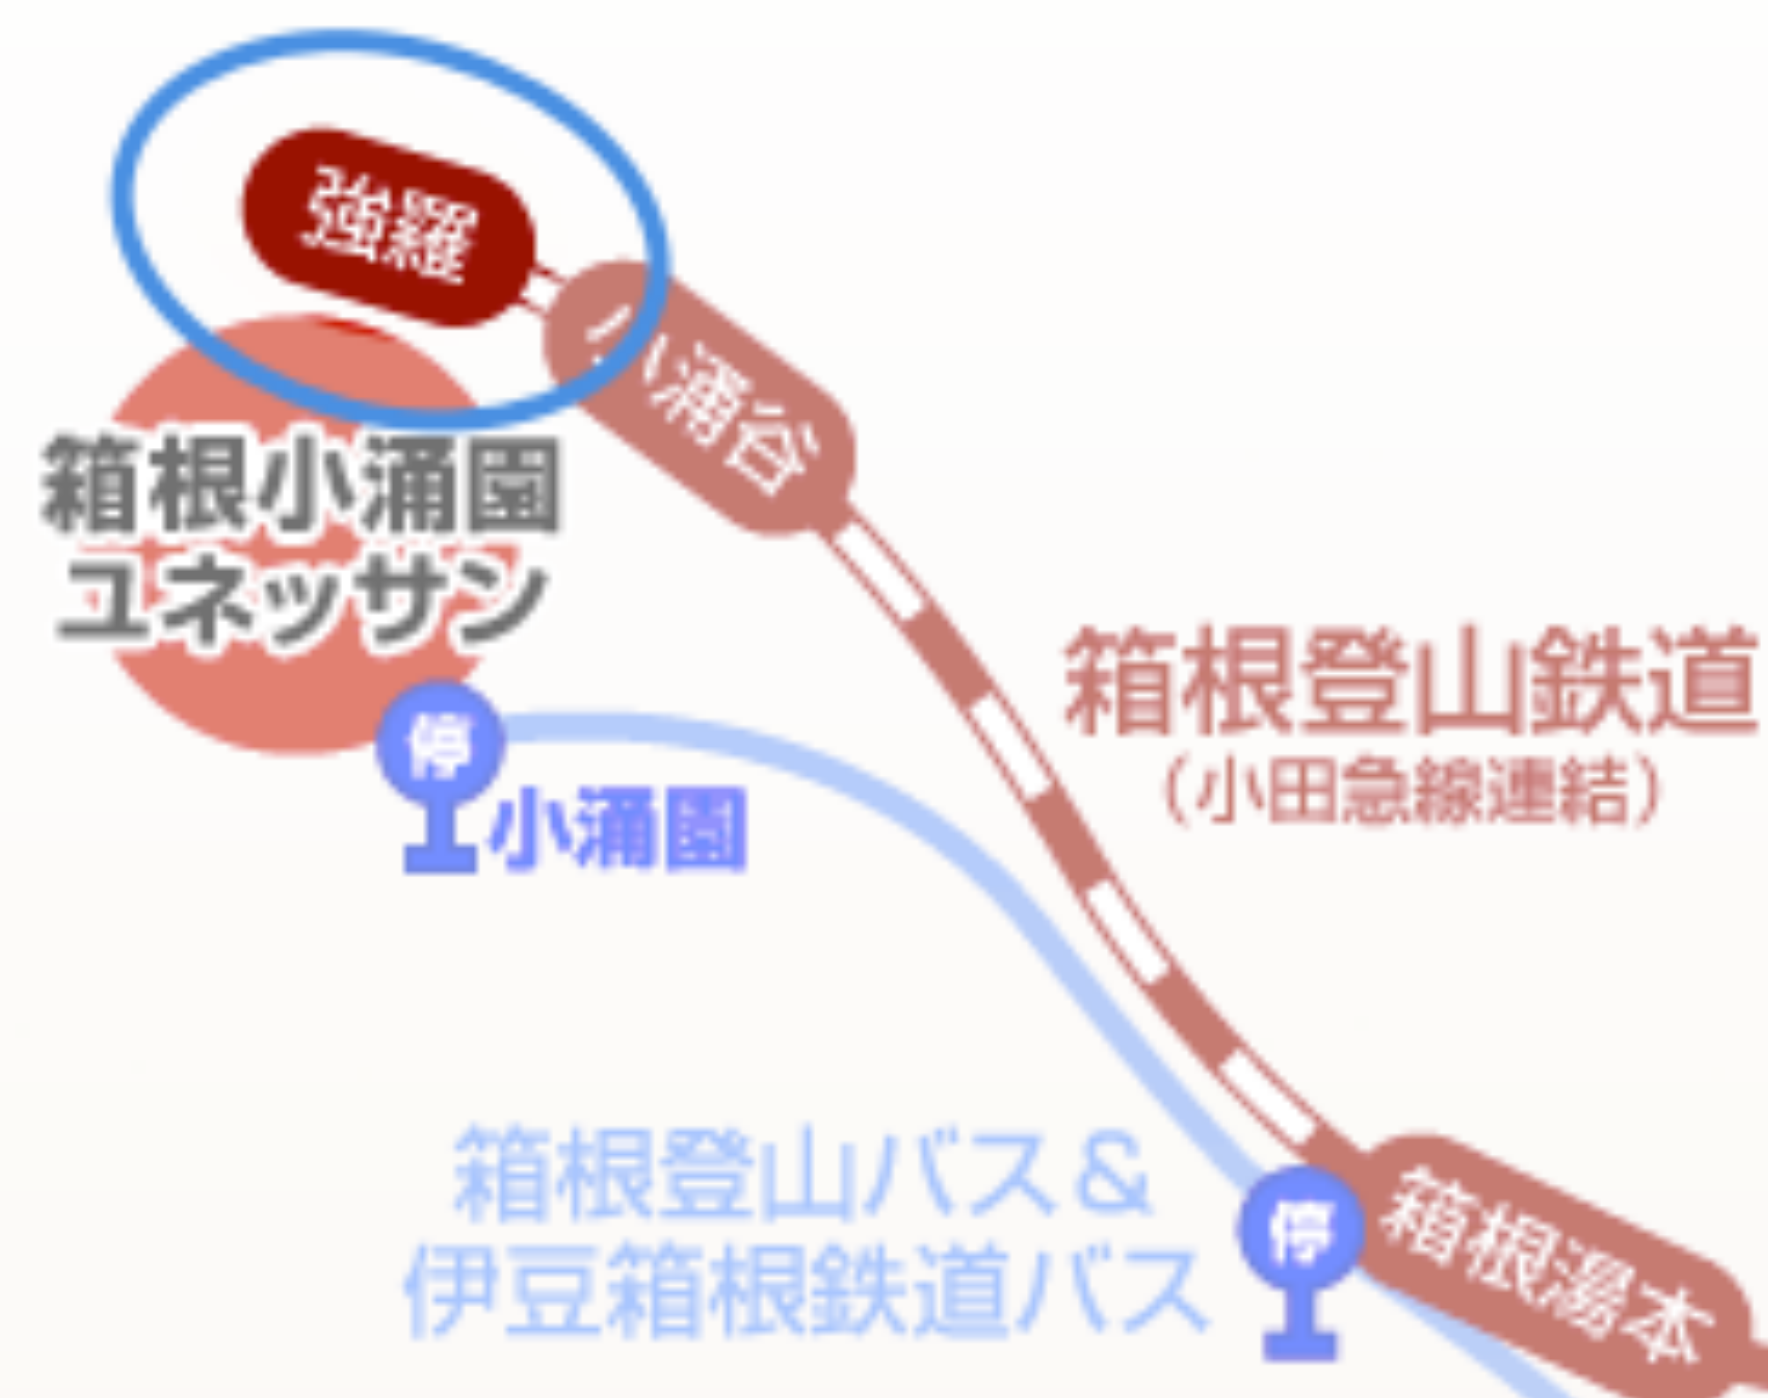 強羅
小涌谷
箱根小涌園
ユネッサン
停
小涌園
箱根登山鉄道
（小田急線連結）
箱根登山バス＆
伊豆箱根鉄道バス
停
箱根湯本